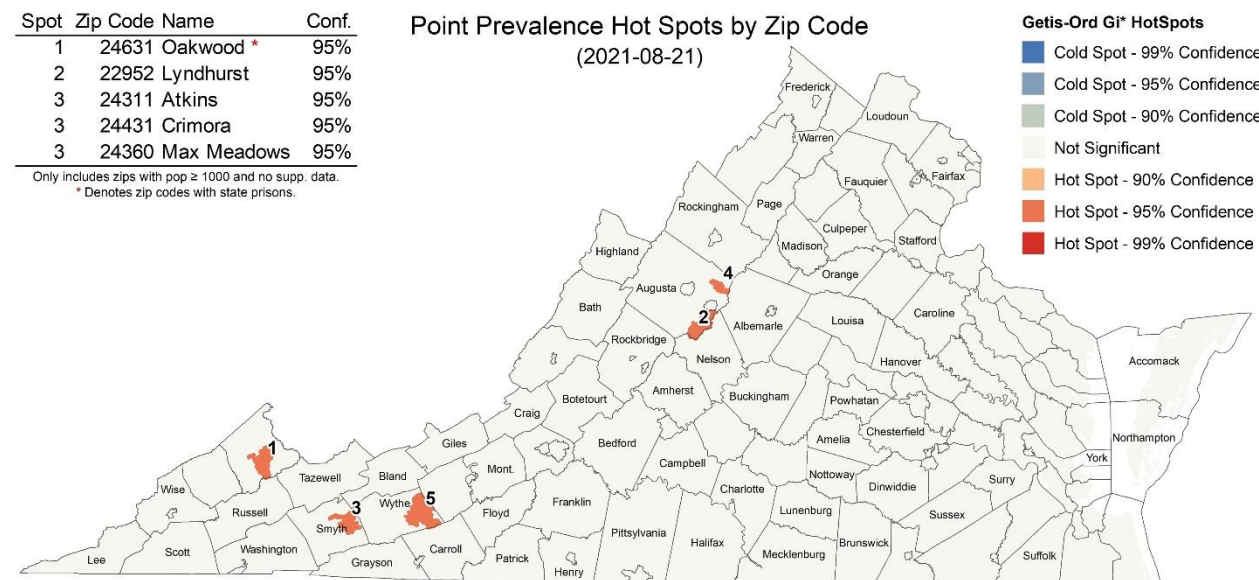 Spot Zip Code Name Conf.
1 24631 Oakwood * 95%
2 22952 Lyndhurst 95%
3 24311 Atkins 95%
3 24431 Crimora 95%
3 24360 Max Meadows 95%
Only includes zips with pop ≥ 1000 and no supp. data.
* Denotes zip codes with state prisons.
Point Prevalence Hot Spots by Zip Code
(2021-08-21)
Getis-Ord Gi* HotSpots
Cold Spot - 99% Confidence
Cold Spot - 95% Confidence
Cold Spot - 90% Confidence
Not Significant
Hot Spot - 90% Confidence
Hot Spot - 95% Confidence
Hot Spot - 99% Confidence
Frederick
Loudoun
Warren
Fauquier
Fairfax
Rockingham
Page
Culpeper
Stafford
Madison
Highland
Orange
4
Augusta
Bath
2
Albemarle
Louisa
Caroline
Rockbridge
Nelson
Hanover
Accomack
Amherst
Buckingham
Powhatan
Botetourt
Craig
Chesterfield
Northampton
Amelia
Bedford
Giles
1
Campbell
York
Tazewell
Bland
Mont.
Nottoway
Surry
Wise
Charlotte
Dinwiddie
5
Wythe
Franklin
3
Russell
Floyd
Lunenburg
Sussex
Smyth
Pittsylvania
Halifax
Brunswick
Washington
Carroll
Mecklenburg
Suffolk
Lee
Scott
Grayson
Patrick
Henry